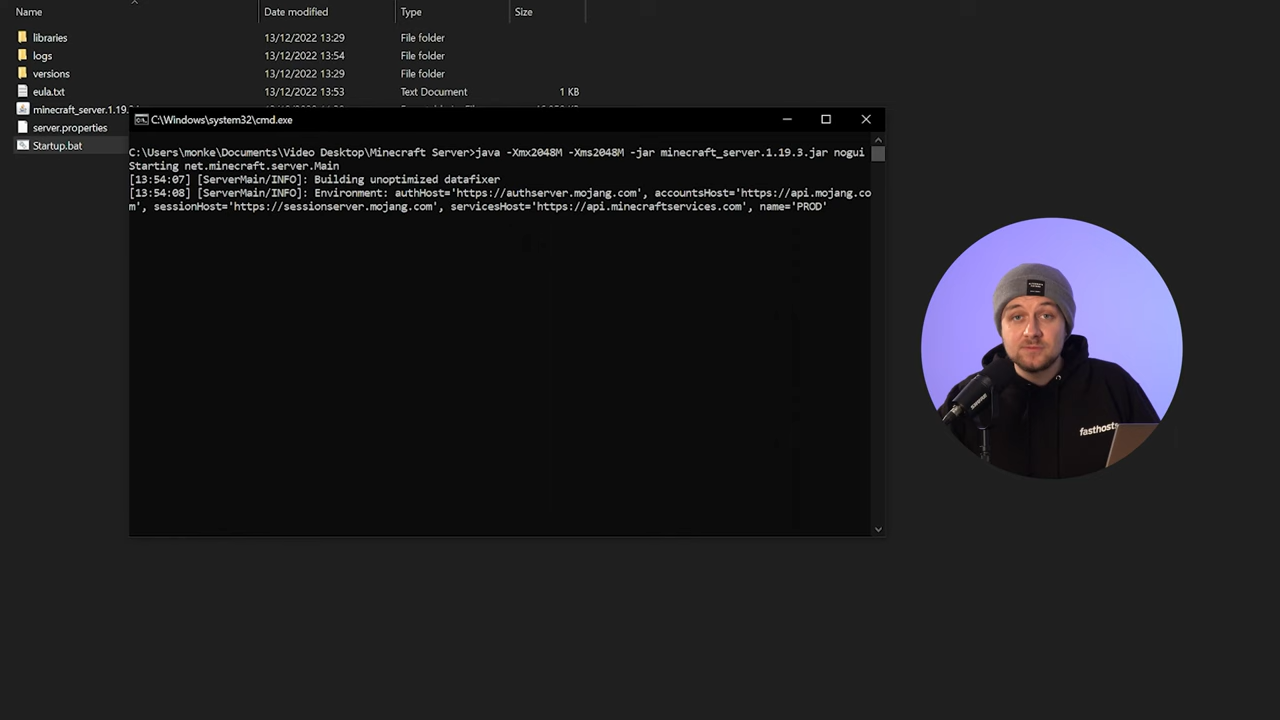 Name Date modified Type Size
libraries 13/12/2022 13:29 File folder
logs 13/12/2022 13:54 File folder
versions 13/12/2022 13:29 File folder
eula.txt 13/12/2022 13:53 Text Document 1 KB
minecraft_server.1.19.
server.properties
Startup.bat
C:\Windows\system32\cmd.exe
C:\Users\monke\Documents\Video Desktop\Minecraft Server>java -Xmx2048M -Xms2048M -jar minecraft_server.1.19.3.jar nogui
Starting net.minecraft.server.Main
[13:54:07] [ServerMain/INFO]: Building unoptimized datafixer
[13:54:08] [ServerMain/INFO]: Environment: authHost='https://authserver.mojang.com', accountsHost='https://api.mojang.co
m', sessionHost='https://sessionserver.mojang.com', servicesHost='https://api.minecraftservices.com', name='PROD'
fasthosts